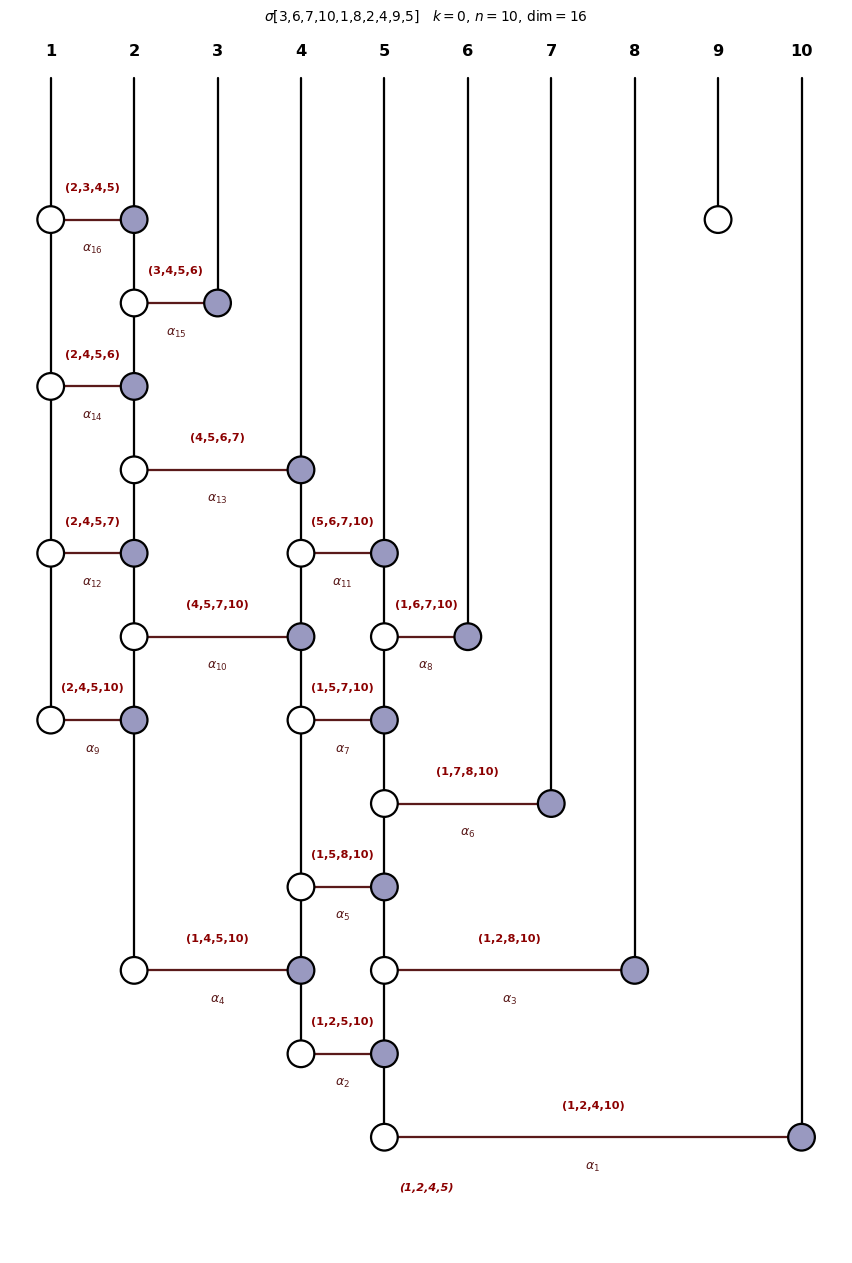 σ[3,6,7,10,1,8,2,4,9,5] k=0, n=10, dim=16
1 2 3 4 5 6 7 8 9 10
(2,3,4,5)
α₁₆
(3,4,5,6)
α₁₅
(2,4,5,6)
α₁₄
(4,5,6,7)
α₁₃
(2,4,5,7) (5,6,7,10)
α₁₂ α₁₁
(4,5,7,10) (1,6,7,10)
α₁₀ α₈
(2,4,5,10) (1,5,7,10)
α₉ α₇
(1,7,8,10)
α₆
(1,5,8,10)
α₅
(1,4,5,10) (1,2,8,10)
α₄ α₃
(1,2,5,10)
α₂
(1,2,4,10)
α₁
(1,2,4,5)